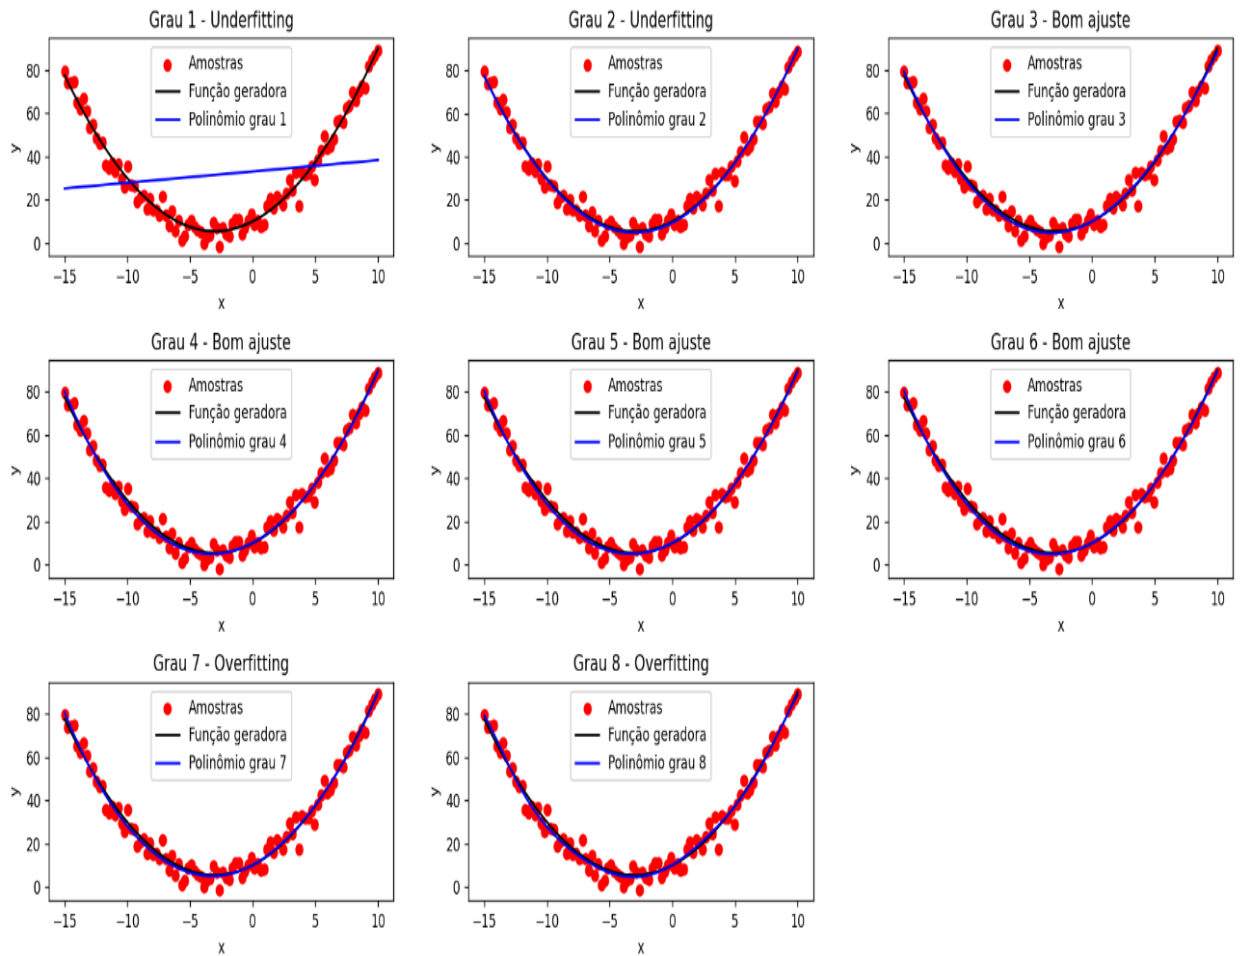 Grau 1 - Underfitting
Amostras
Função geradora
Polinômio grau 1
y
80
60
40
20
0
−15 −10 −5 0 5 10
x
Grau 2 - Underfitting
Amostras
Função geradora
Polinômio grau 2
y
80
60
40
20
0
−15 −10 −5 0 5 10
x
Grau 3 - Bom ajuste
Amostras
Função geradora
Polinômio grau 3
y
80
60
40
20
0
−15 −10 −5 0 5 10
x
Grau 4 - Bom ajuste
Amostras
Função geradora
Polinômio grau 4
y
80
60
40
20
0
−15 −10 −5 0 5 10
x
Grau 5 - Bom ajuste
Amostras
Função geradora
Polinômio grau 5
y
80
60
40
20
0
−15 −10 −5 0 5 10
x
Grau 6 - Bom ajuste
Amostras
Função geradora
Polinômio grau 6
y
80
60
40
20
0
−15 −10 −5 0 5 10
x
Grau 7 - Overfitting
Amostras
Função geradora
Polinômio grau 7
y
80
60
40
20
0
−15 −10 −5 0 5 10
x
Grau 8 - Overfitting
Amostras
Função geradora
Polinômio grau 8
y
80
60
40
20
0
−15 −10 −5 0 5 10
x